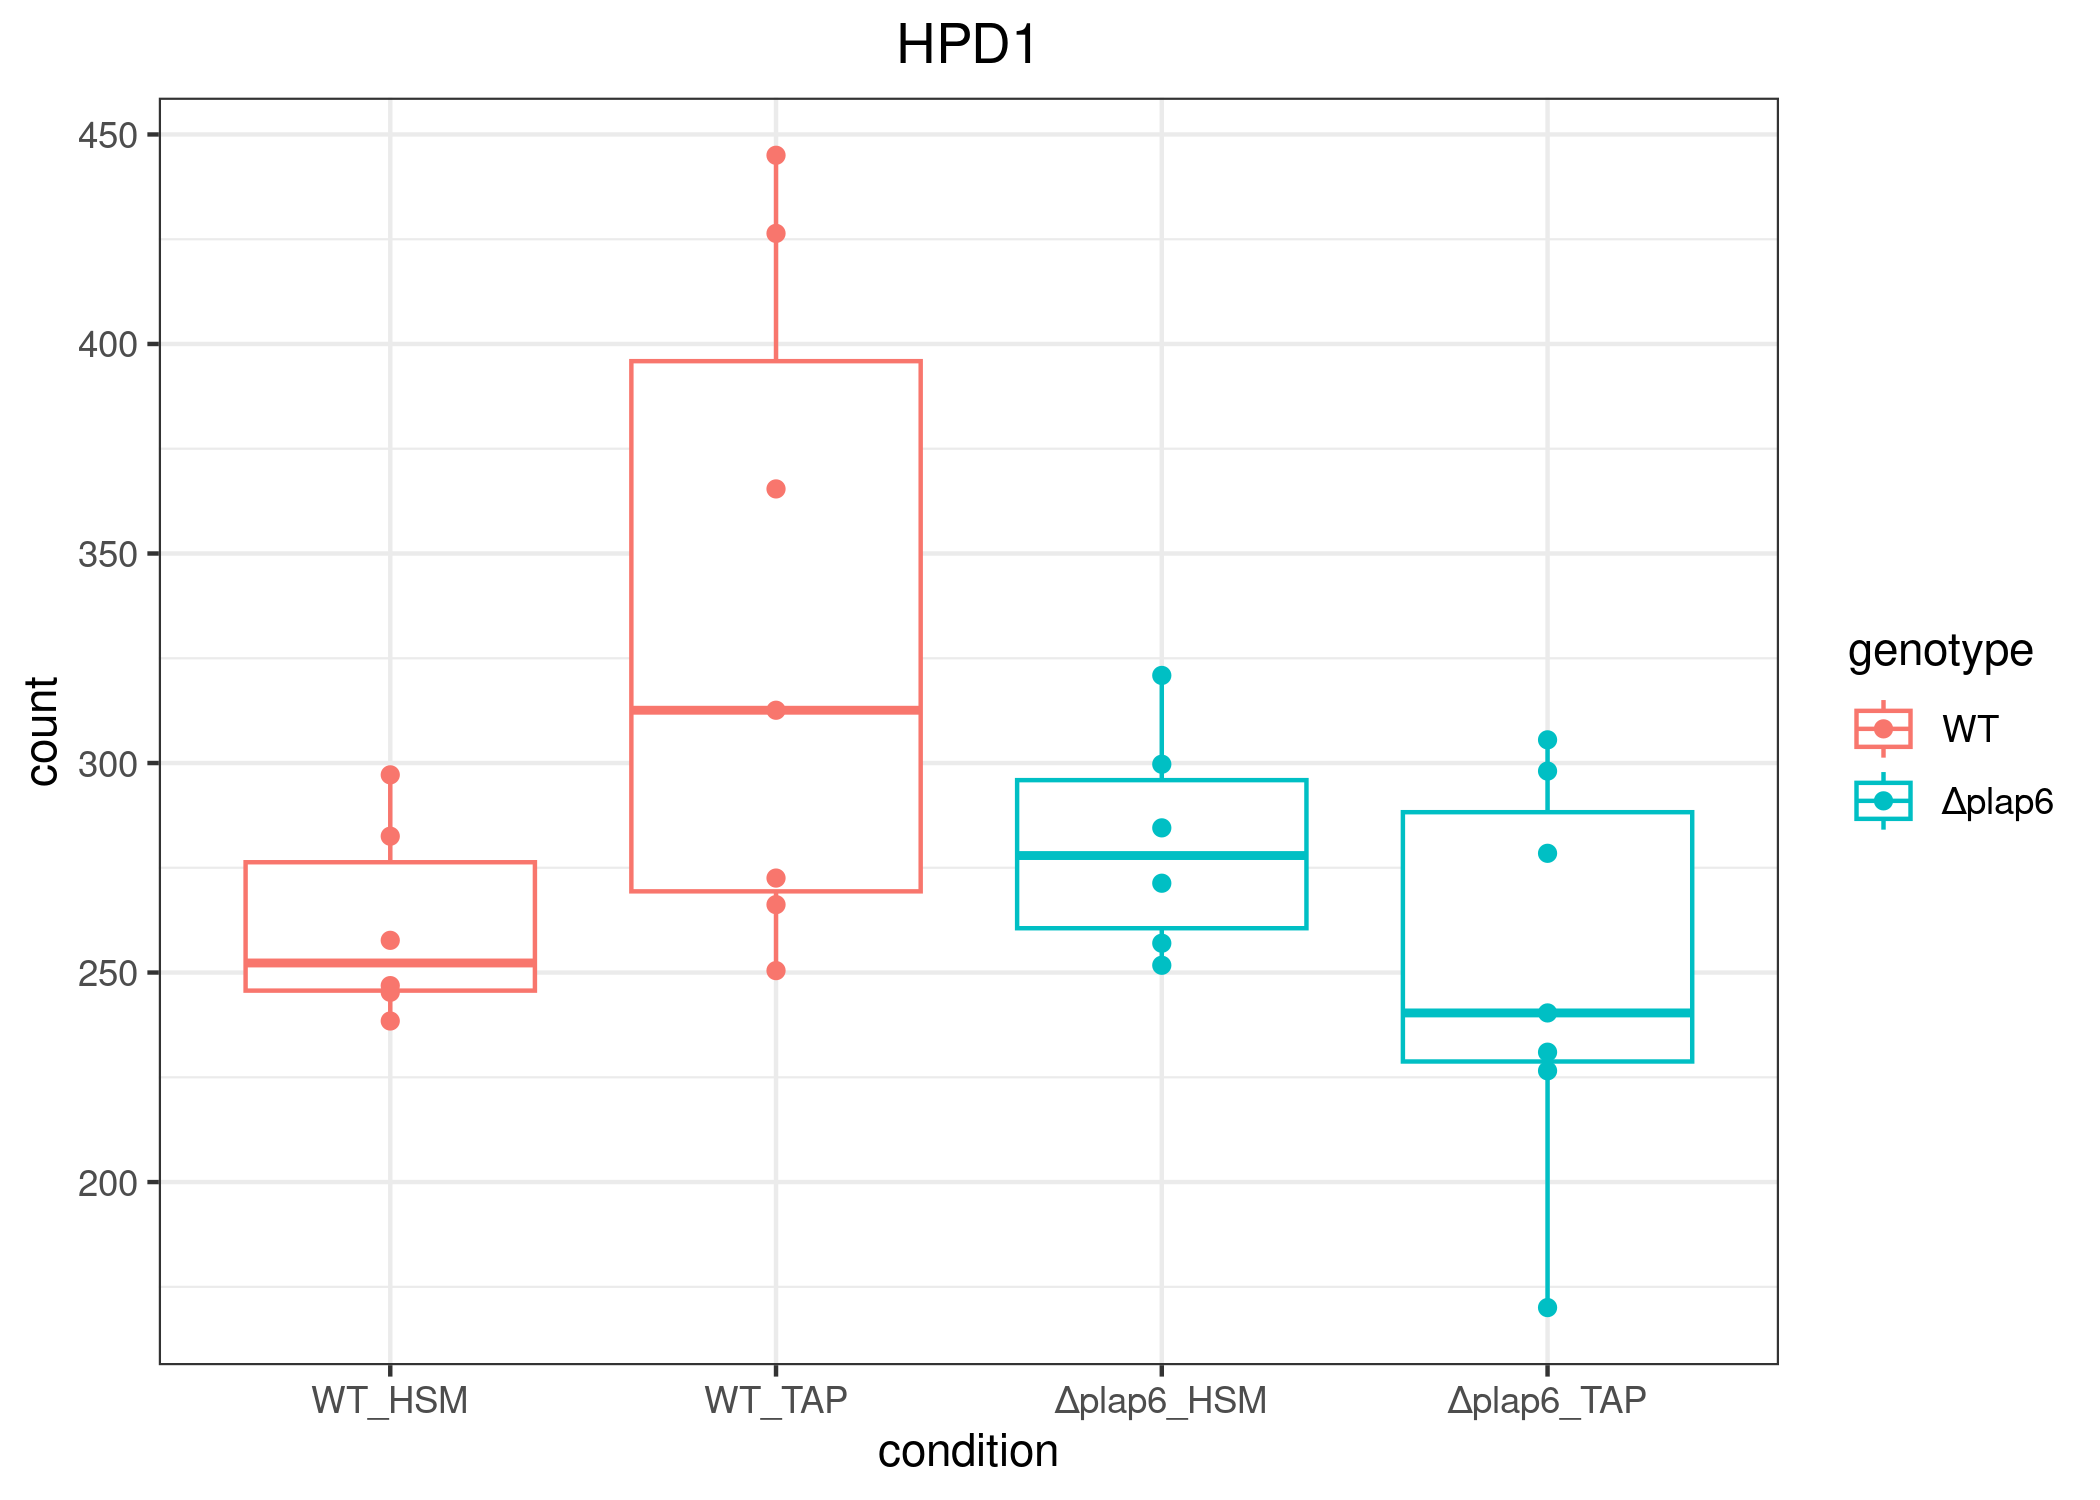 HPD1
450
400
350
300
250
200
count
WT_HSM
WT_TAP
Δplap6_HSM
Δplap6_TAP
condition
genotype
WT
Δplap6